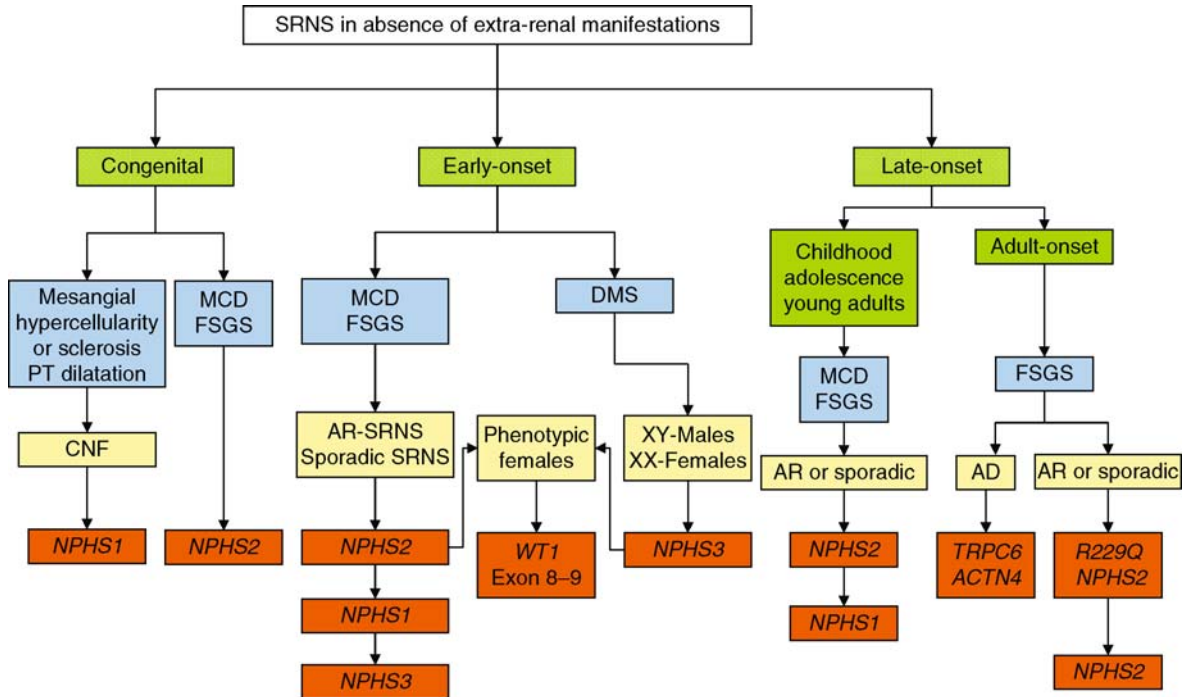 SRNS in absence of extra-renal manifestations
Congenital
Early-onset
Late-onset
Mesangial
hypercellularity
or sclerosis
PT dilatation
MCD
FSGS
MCD
FSGS
DMS
Childhood
adolescence
young adults
Adult-onset
MCD
FSGS
FSGS
CNF
AR-SRNS
Sporadic SRNS
Phenotypic
females
XY-Males
XX-Females
AR or sporadic
AD
AR or sporadic
NPHS1
NPHS2
NPHS2
WT1
Exon 8–9
NPHS3
NPHS2
TRPC6
ACTN4
R229Q
NPHS2
NPHS1
NPHS1
NPHS3
NPHS2